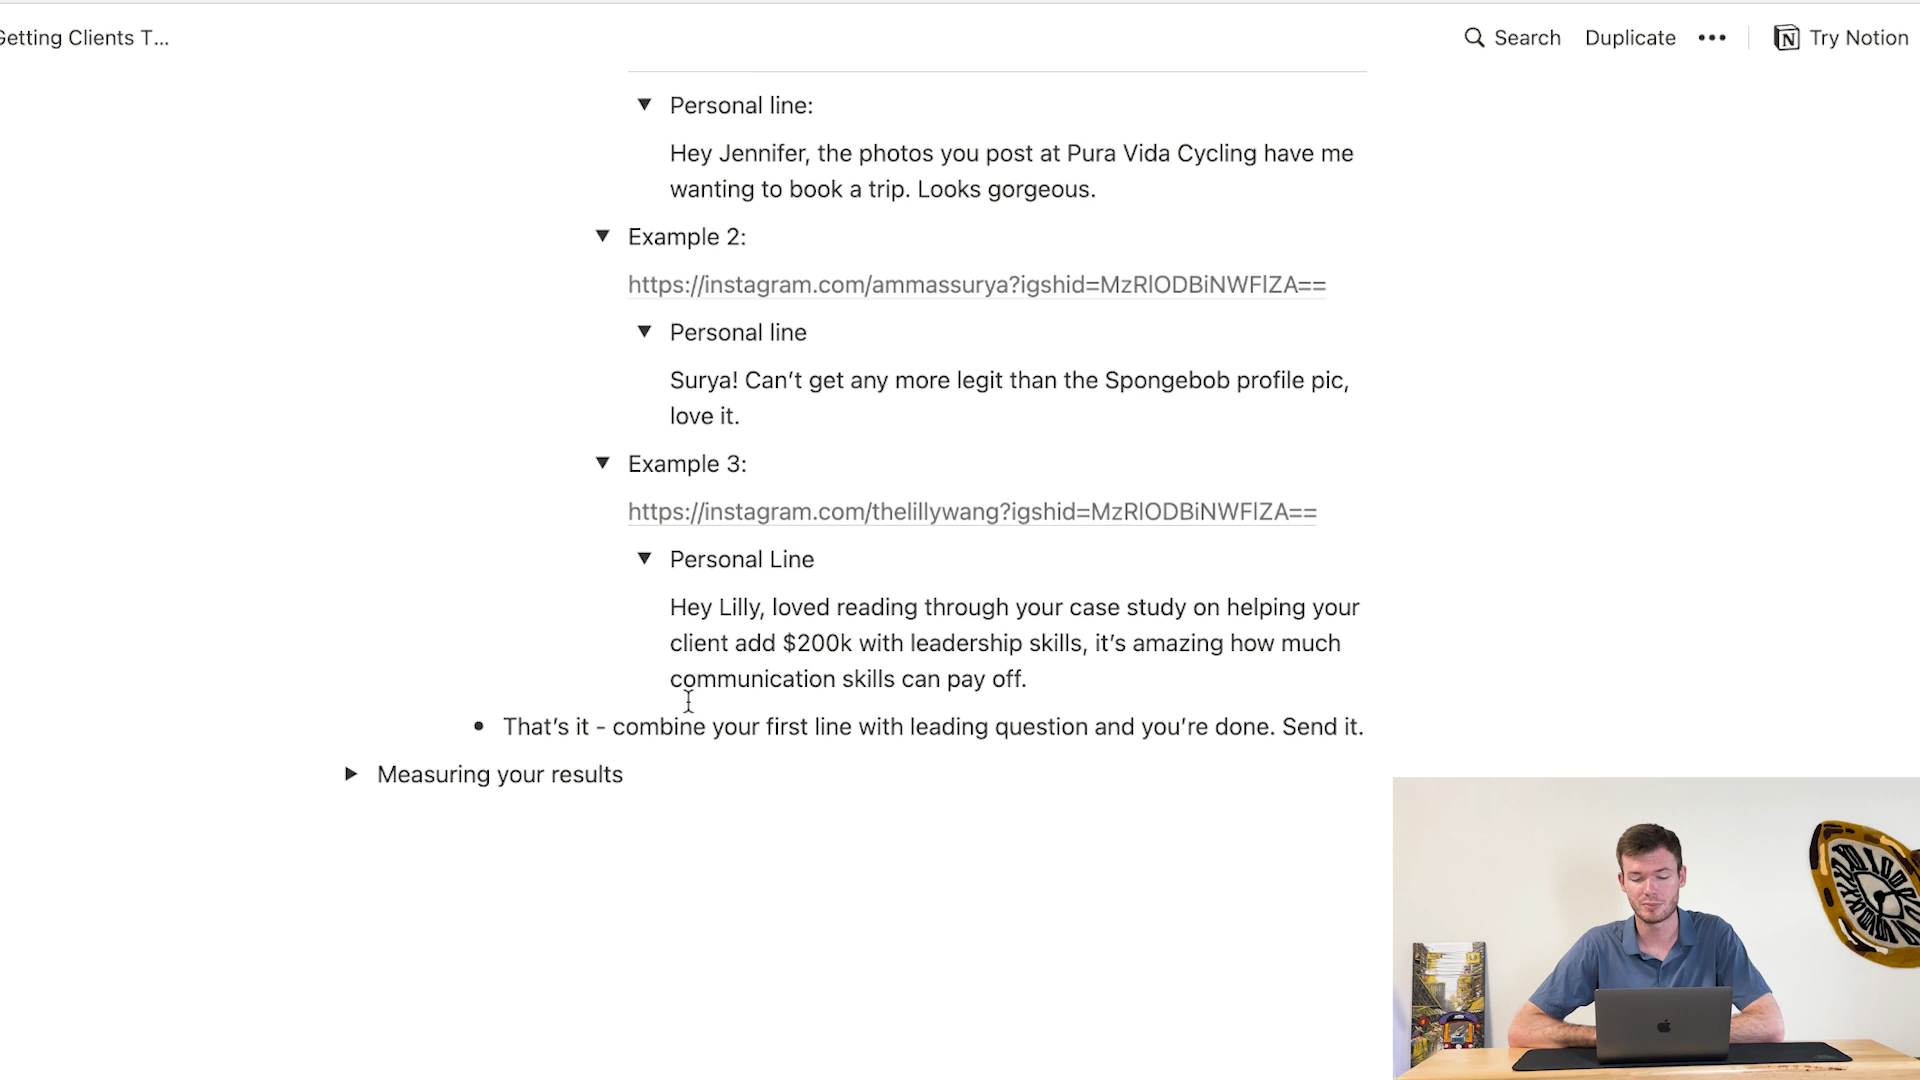 Getting Clients T...
Search
Duplicate
Try Notion
Personal line:
Hey Jennifer, the photos you post at Pura Vida Cycling have me
wanting to book a trip. Looks gorgeous.
Example 2:
https://instagram.com/ammassurya?igshid=MzRlODBiNWFlZA==
Personal line
Surya! Can’t get any more legit than the Spongebob profile pic,
love it.
Example 3:
https://instagram.com/thelillywang?igshid=MzRlODBiNWFlZA==
Personal Line
Hey Lilly, loved reading through your case study on helping your
client add $200k with leadership skills, it’s amazing how much
communication skills can pay off.
• That’s it - combine your first line with leading question and you’re done. Send it.
Measuring your results